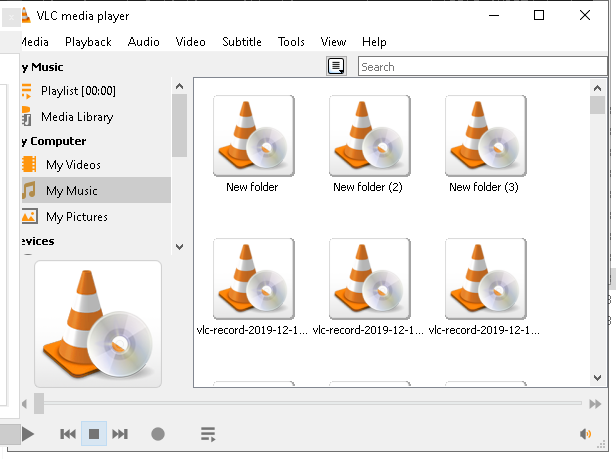 VLC media player
Media Playback Audio Video Subtitle Tools View Help
y Music
Search
Playlist [00:00]
Media Library
y Computer
My Videos
My Music
My Pictures
evices
New folder New folder (2) New folder (3)
vlc-record-2019-12-1... vlc-record-2019-12-1... vlc-record-2019-12-1...